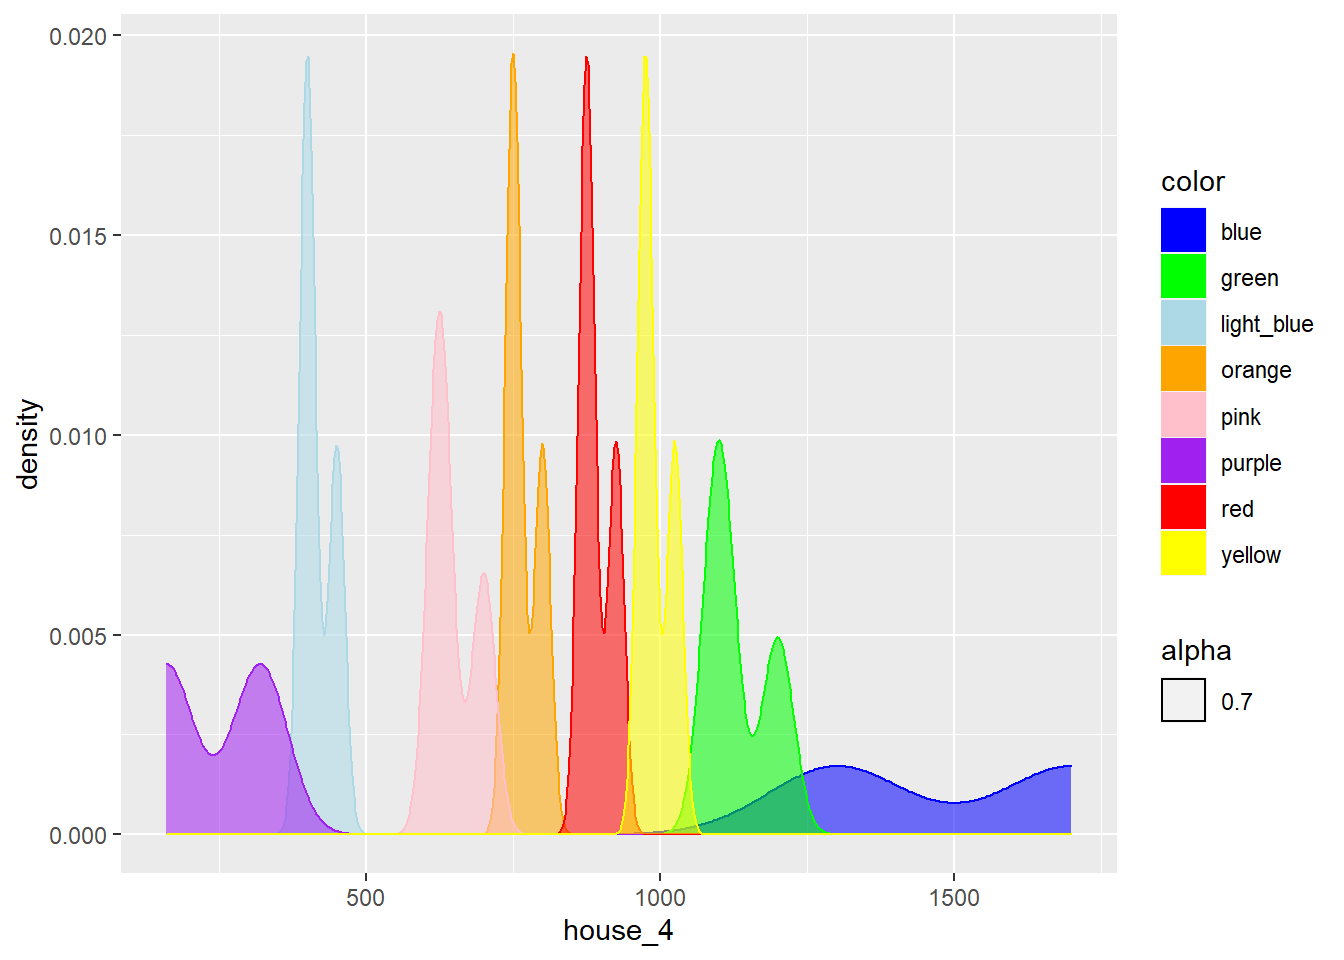 0.020
0.015
0.010
0.005
0.000
density
500
1000
1500
house_4
color
blue
green
light_blue
orange
pink
purple
red
yellow
alpha
0.7